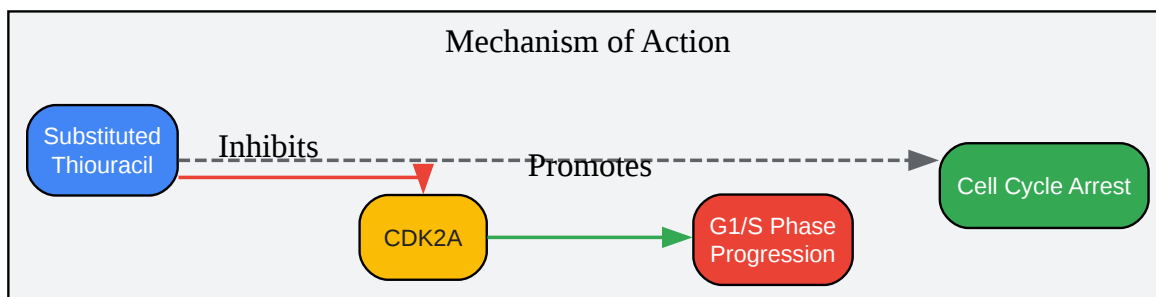 Mechanism of Action
Substituted
Thiouracil
Inhibits
Promotes
Cell Cycle Arrest
CDK2A
G1/S Phase
Progression